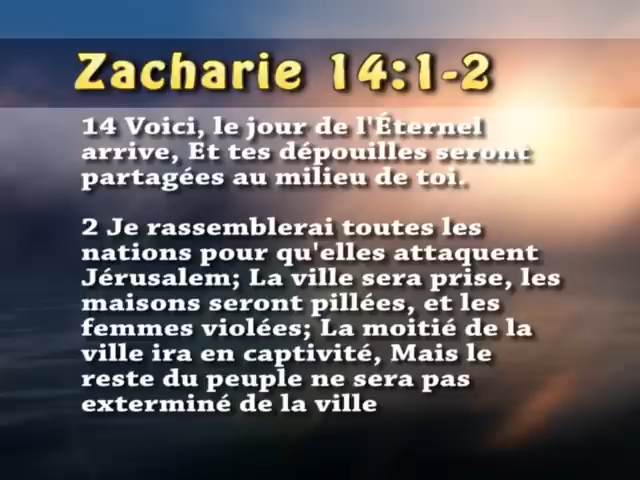 Zacharie 14:1-2
14 Voici, le jour de l'Éternel
arrive, Et tes dépouilles seront
partagées au milieu de toi.
2 Je rassemblerai toutes les
nations pour qu'elles attaquent
Jérusalem; La ville sera prise, les
maisons seront pillées, et les
femmes violées; La moitié de la
ville ira en captivité, Mais le
reste du peuple ne sera pas
exterminé de la ville